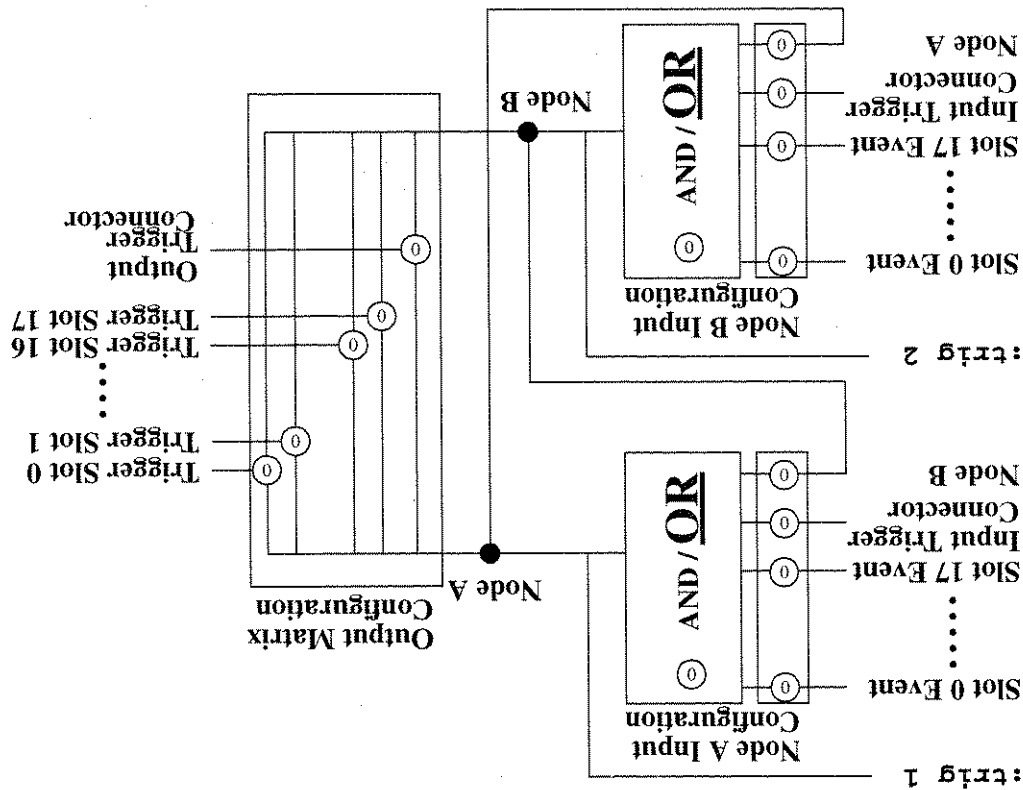 :trig 1
Node A Input
Configuration
Slot 0 Event
0
0
......
Slot 17 Event
0
Input Trigger
Connector
0
Node B
0
AND / OR
:trig 2
Node B Input
Configuration
Slot 0 Event
0
0
......
Slot 17 Event
0
Input Trigger
Connector
0
Node A
0
AND / OR
Node A
Node B
Output Matrix
Configuration
0
Trigger Slot 0
0
Trigger Slot 1
.....
0
Trigger Slot 16
0
Trigger Slot 17
0
Output
Trigger
Connector